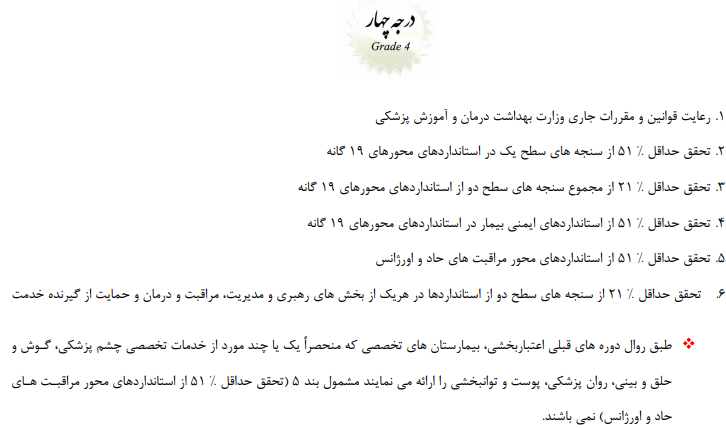 درجه چهار
Grade 4
۱. رعایت قوانین و مقررات جاری وزارت بهداشت درمان و آموزش پزشکی
۲. تحقق حداقل ٪ ۵۱ از سنجه های سطح یک در استانداردهای محورهای ۱۹ گانه
۳. تحقق حداقل ٪ ۲۱ از مجموع سنجه های سطح دو از استانداردهای محورهای ۱۹ گانه
۴. تحقق حداقل ٪ ۵۱ از استانداردهای ایمنی بیمار در استانداردهای محورهای ۱۹ گانه
۵. تحقق حداقل ٪ ۵۱ از استانداردهای محور مراقبت های حاد و اورژانس
۶. تحقق حداقل ٪ ۲۱ از سنجه های سطح دو از استانداردها در هریک از بخش های رهبری و مدیریت، مراقبت و درمان و حمایت از گیرنده خدمت
❖ طبق روال دوره های قبلی اعتباربخشی، بیمارستان های تخصصی که منحصراً یک یا چند مورد از خدمات تخصصی چشم پزشکی، گـوش و
حلق و بینی، روان پزشکی، پوست و توانبخشی را ارائه می نمایند مشمول بند ۵ (تحقق حداقل ٪ ۵۱ از استانداردهای محور مراقبـت هـای
حاد و اورژانس) نمی باشند.